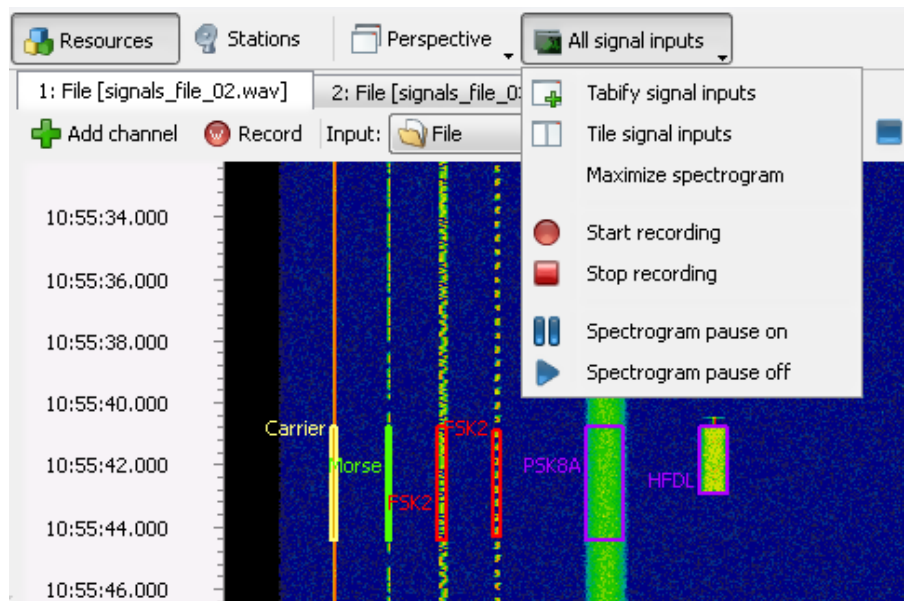 Resources Stations Perspective All signal inputs
1: File [signals_file_02.wav] 2: File [signals_file_0
Tabify signal inputs
Add channel Record Input: File
Tile signal inputs
Maximize spectrogram
10:55:34.000
Start recording
10:55:36.000
Stop recording
10:55:38.000
Spectrogram pause on
Spectrogram pause off
10:55:40.000
Carrier
FSK2
10:55:42.000
Morse
PSK8A
HFDL
FSK2
10:55:44.000
10:55:46.000